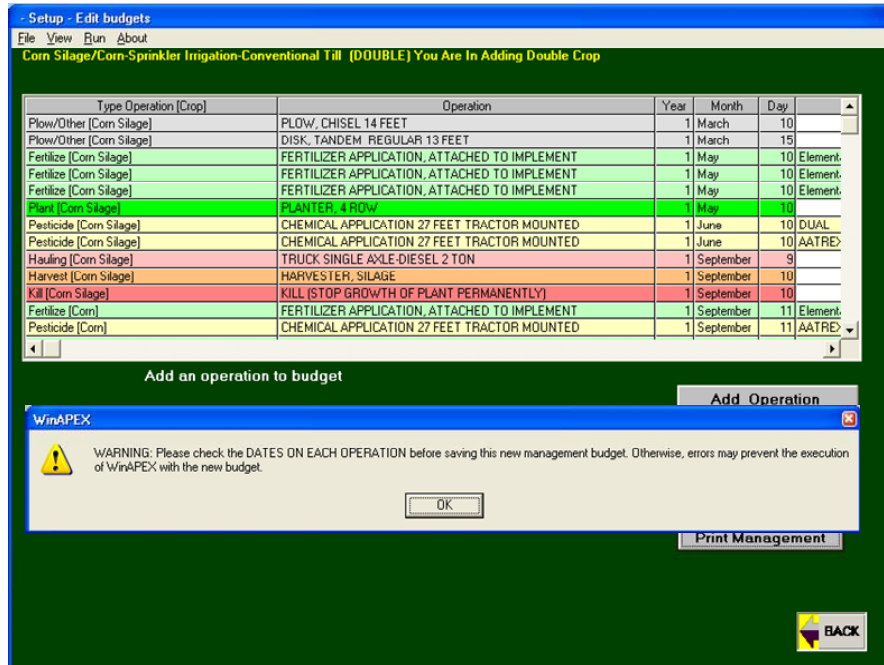 - Setup - Edit budgets
File View Run About
Corn Silage/Corn-Sprinkler Irrigation-Conventional Till (DOUBLE) You Are In Adding Double Crop
Type Operation [Crop] Operation Year Month Day
Plow/Other [Corn Silage] PLOW, CHISEL 14 FEET 1 March 10
Plow/Other [Corn Silage] DISK, TANDEM REGULAR 13 FEET 1 March 15
Fertilize [Corn Silage] FERTILIZER APPLICATION, ATTACHED TO IMPLEMENT 1 May 10 Element
Fertilize [Corn Silage] FERTILIZER APPLICATION, ATTACHED TO IMPLEMENT 1 May 10 Element
Fertilize [Corn Silage] FERTILIZER APPLICATION, ATTACHED TO IMPLEMENT 1 May 10 Element
Plant [Corn Silage] PLANTER, 4 ROW 1 May 10
Pesticide [Corn Silage] CHEMICAL APPLICATION 27 FEET TRACTOR MOUNTED 1 June 10 DUAL
Pesticide [Corn Silage] CHEMICAL APPLICATION 27 FEET TRACTOR MOUNTED 1 June 10 AATREX
Hauling [Corn Silage] TRUCK SINGLE AXLE-DIESEL 2 TON 1 September 9
Harvest [Corn Silage] HARVESTER, SILAGE 1 September 10
Kill [Corn Silage] KILL (STOP GROWTH OF PLANT PERMANENTLY) 1 September 10
Fertilize [Corn] FERTILIZER APPLICATION, ATTACHED TO IMPLEMENT 1 September 11 Element
Pesticide [Corn] CHEMICAL APPLICATION 27 FEET TRACTOR MOUNTED 1 September 11 AATREX
Add an operation to budget
Add Operation
WinAPEX
WARNING: Please check the DATES ON EACH OPERATION before saving this new management budget. Otherwise, errors may prevent the execution
of WinAPEX with the new budget.
OK
Print Management
BACK